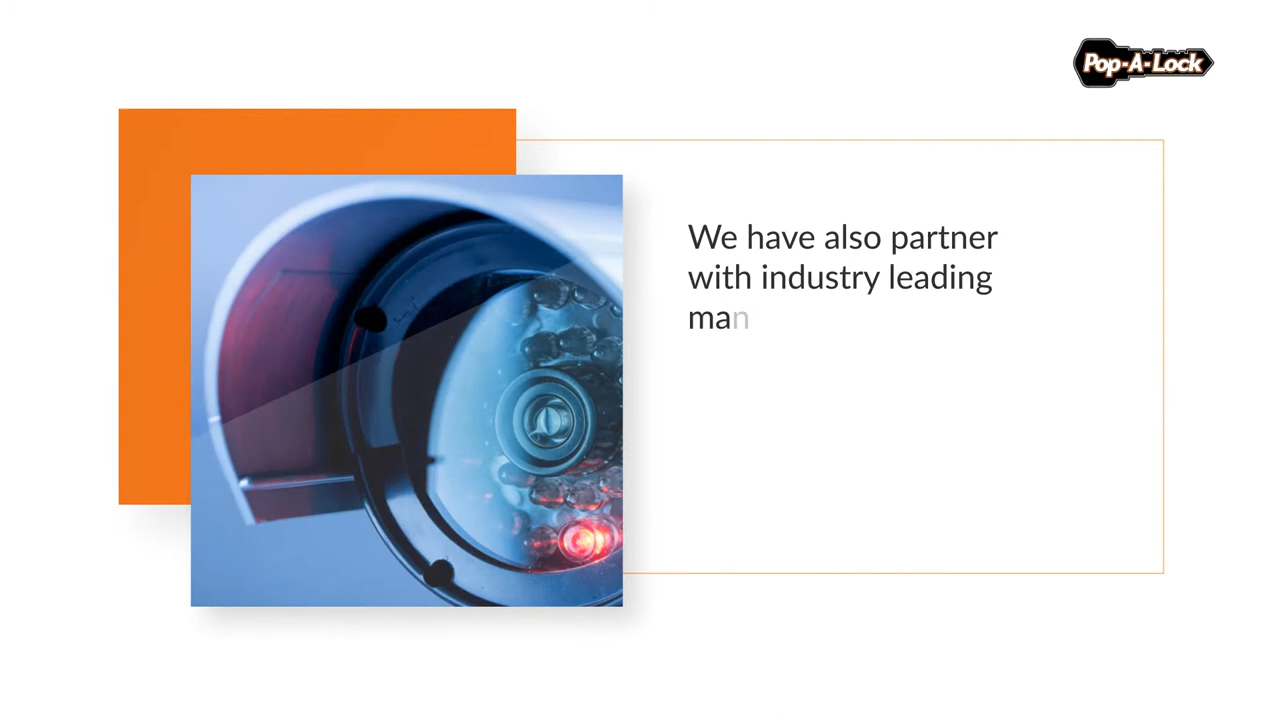 Pop-A-Lock
We have also partner
with industry leading
man